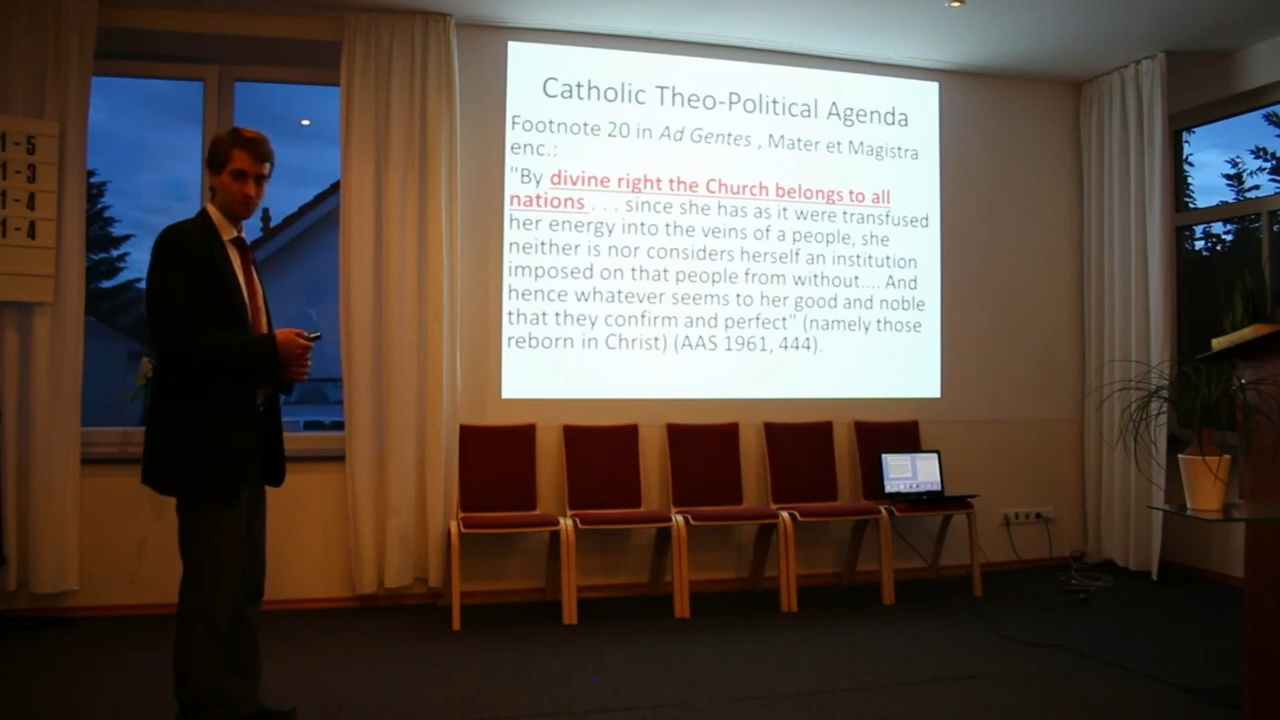 1-5
1-3
1-4
1-4
Catholic Theo-Political Agenda
Footnote 20 in Ad Gentes , Mater et Magistra
enc.:
"By divine right the Church belongs to all
nations . . . since she has as it were transfused
her energy into the veins of a people, she
neither is nor considers herself an institution
imposed on that people from without.... And
hence whatever seems to her good and noble
that they confirm and perfect" (namely those
reborn in Christ) (AAS 1961, 444).